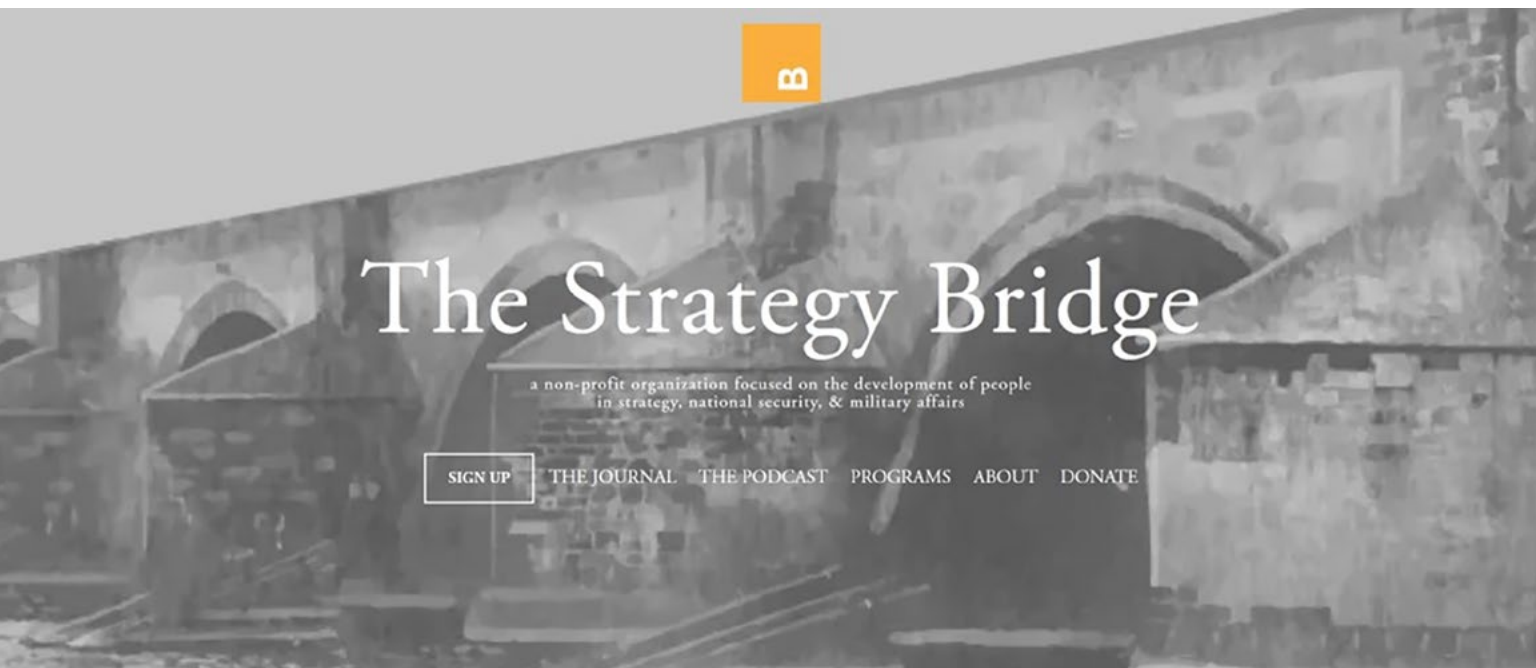 B
The Strategy Bridge
a non-profit organization focused on the development of people
in strategy, national security, & military affairs
SIGN UP THE JOURNAL THE PODCAST PROGRAMS ABOUT DONATE